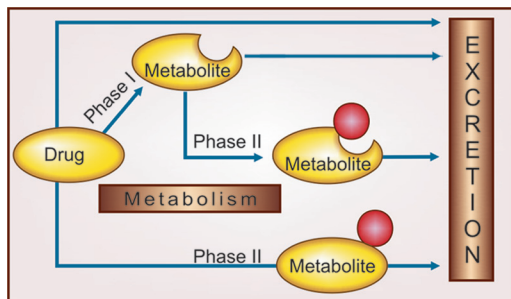 Metabolite
Phase I
Phase II
Drug
Metabolite
Metabolism
Phase II
Metabolite
EXCRETION